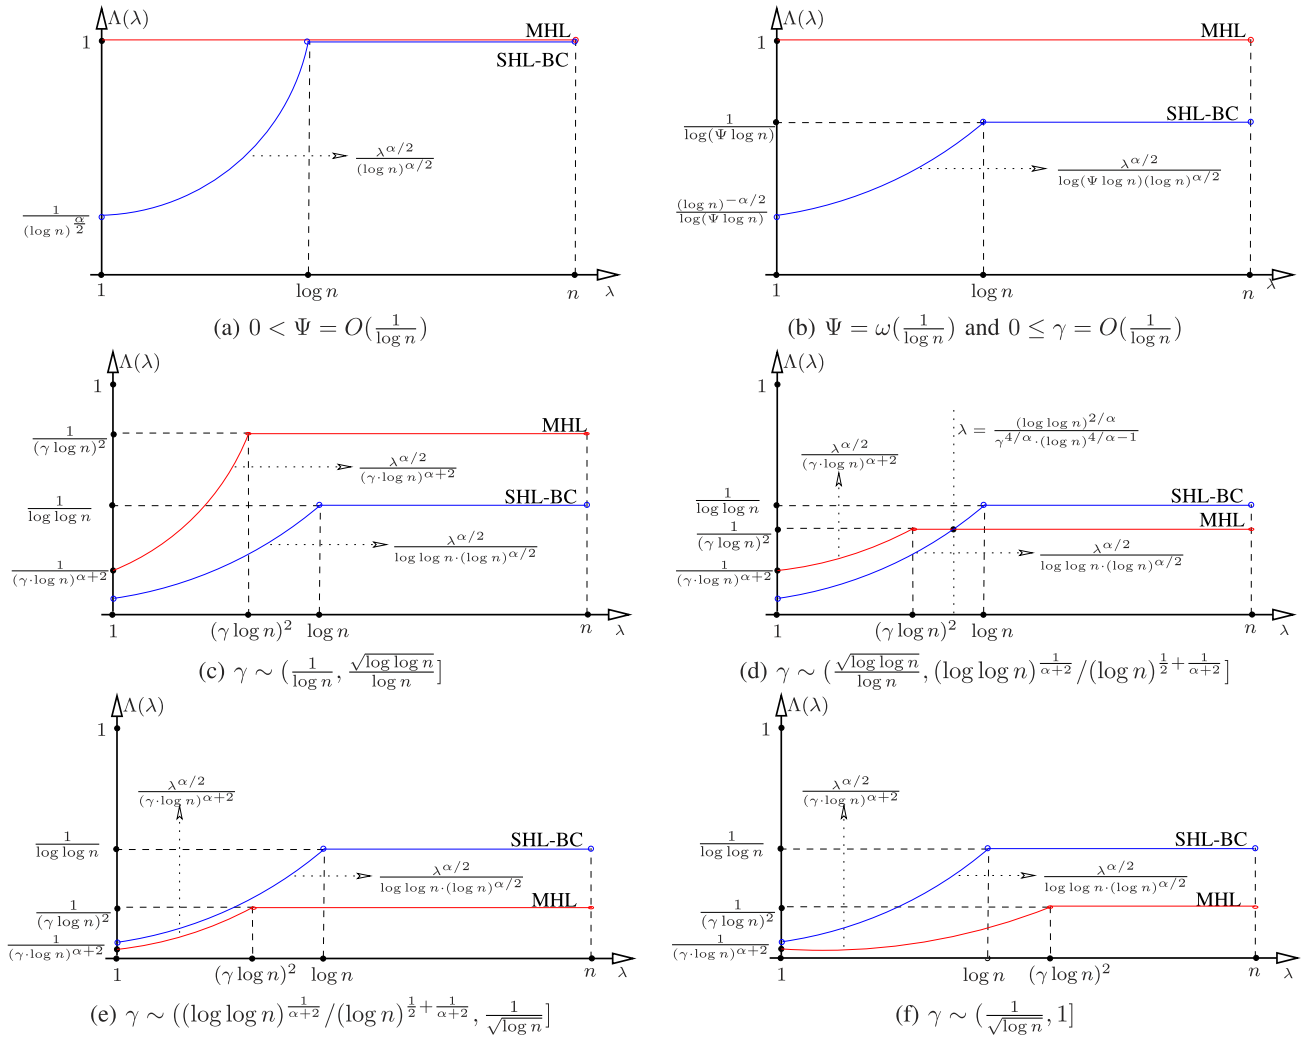 Λ(λ)
1
MHL
SHL-BC
λ^{α/2}/(log n)^{α/2}
1/(log n)^{α/2}
1
log n
n
λ
(a) 0 < Ψ = O(1/log n)
Λ(λ)
1
MHL
1/log(Ψ log n)
SHL-BC
λ^{α/2}/log(Ψ log n)(log n)^{α/2}
(log n)^{−α/2}/log(Ψ log n)
1
log n
n
λ
(b) Ψ = ω(1/log n) and 0 ≤ γ = O(1/log n)
Λ(λ)
1
1/(γ log n)^2
MHL
λ^{α/2}/(γ·log n)^{α+2}
1/log log n
SHL-BC
λ^{α/2}/log log n·(log n)^{α/2}
1/(γ·log n)^{α+2}
1
(γ log n)^2
log n
n
λ
(c) γ ∼ (1/log n, √(log log n)/log n]
Λ(λ)
1
λ = (log log n)^{2/α}/γ^{4/α}·(log n)^{4/α−1}
λ^{α/2}/(γ·log n)^{α+2}
1/log log n
SHL-BC
1/(γ log n)^2
MHL
λ^{α/2}/log log n·(log n)^{α/2}
1/(γ·log n)^{α+2}
1
(γ log n)^2
log n
n
λ
(d) γ ∼ (√(log log n)/log n, (log log n)^{1/(α+2)}/(log n)^{1/2+1/(α+2)}]
Λ(λ)
1
λ^{α/2}/(γ·log n)^{α+2}
1/log log n
SHL-BC
λ^{α/2}/log log n·(log n)^{α/2}
1/(γ log n)^2
MHL
1/(γ·log n)^{α+2}
1
(γ log n)^2
log n
n
λ
(e) γ ∼ ((log log n)^{1/(α+2)}/(log n)^{1/2+1/(α+2)}, 1/√(log n)]
Λ(λ)
1
λ^{α/2}/(γ·log n)^{α+2}
1/log log n
SHL-BC
λ^{α/2}/log log n·(log n)^{α/2}
1/(γ log n)^2
MHL
1/(γ·log n)^{α+2}
1
log n
(γ log n)^2
n
λ
(f) γ ∼ (1/√(log n), 1]